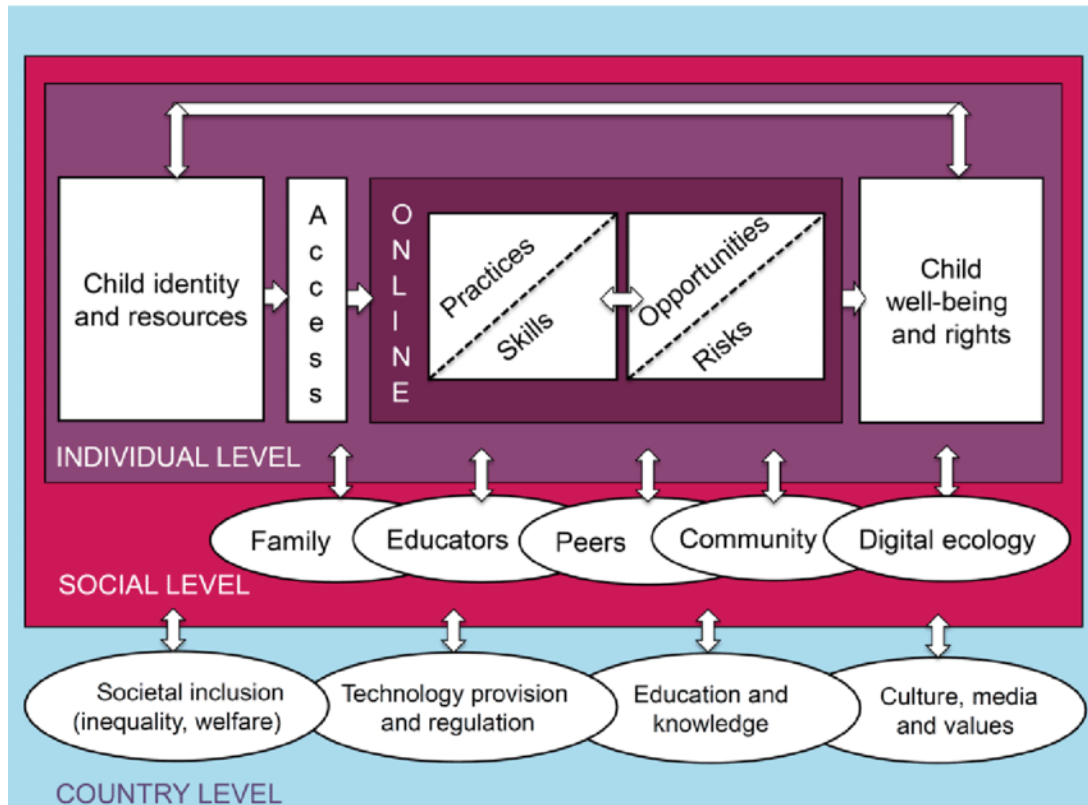 Child identity
and resources
Access
ONLINE
Practices
Skills
Opportunities
Risks
Child
well-being
and rights
INDIVIDUAL LEVEL
Family
Educators
Peers
Community
Digital ecology
SOCIAL LEVEL
Societal inclusion
(inequality, welfare)
Technology provision
and regulation
Education and
knowledge
Culture, media
and values
COUNTRY LEVEL